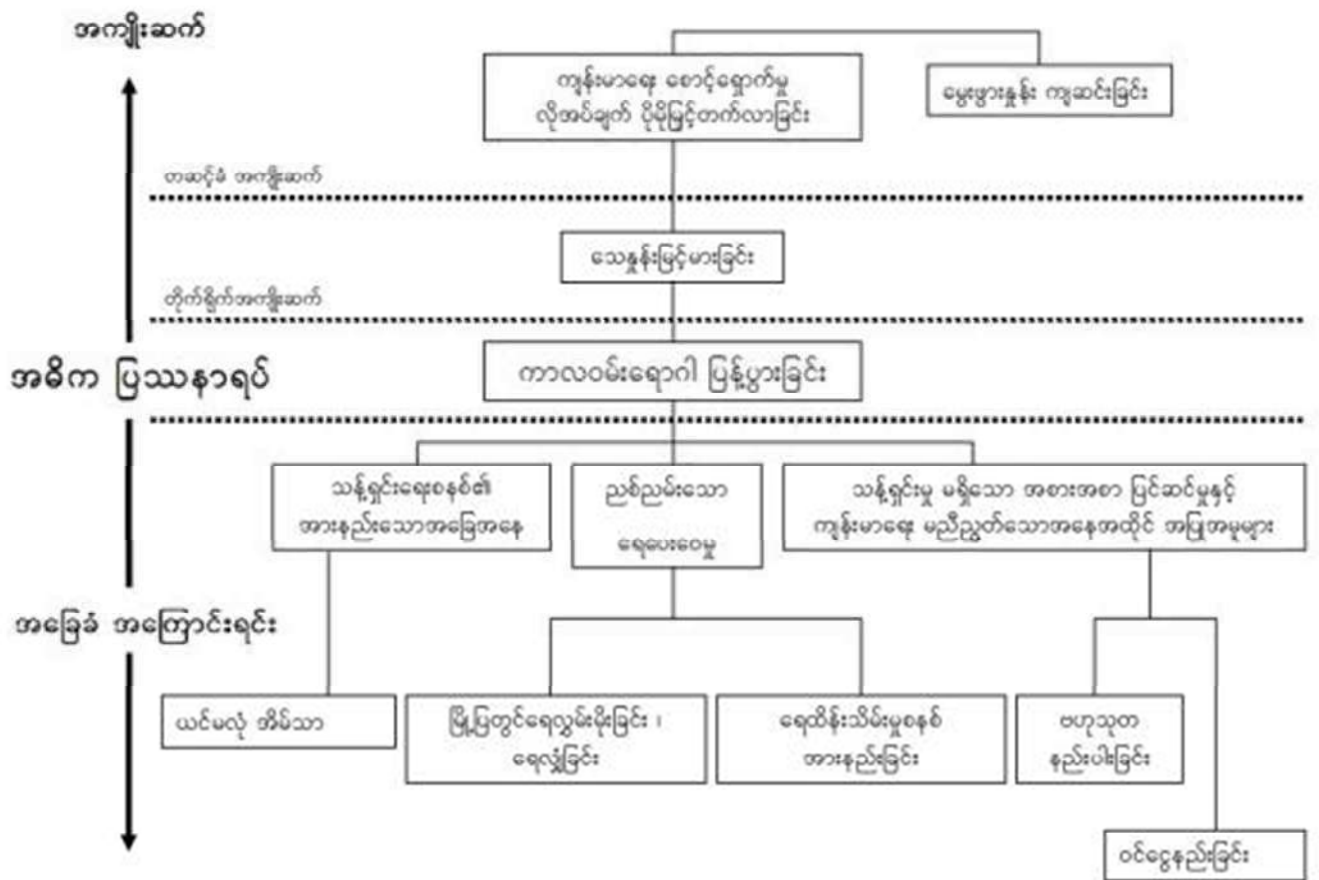 အကျိုးဆက်
ကျန်းမာရေး စောင့်ရှောက်မှု
လိုအပ်ချက် ပိုမိုမြင့်တက်လာခြင်း
မွေးဖွားနှုန်း ကျဆင်းခြင်း
တဆင့်ခံ အကျိုးဆက်
သေနှုန်းမြင့်မားခြင်း
တိုက်ရိုက်အကျိုးဆက်
အဓိက ပြဿနာရပ်
ကာလဝမ်းရောဂါ ပြန့်ပွားခြင်း
သန့်ရှင်းရေးစနစ်၏
အားနည်းသောအခြေအနေ
ညစ်ညမ်းသော
ရေပေးဝေမှု
သန့်ရှင်းမှု မရှိသော အစားအစာ ပြင်ဆင်မှုနှင့်
ကျန်းမာရေး မညီညွတ်သောအနေအထိုင် အပြုအမူများ
အခြေခံ အကြောင်းရင်း
ယင်မလုံ အိမ်သာ
မြို့ပြတွင်ရေလွှမ်းမိုးခြင်း ၊
ရေလျှံခြင်း
ရေထိန်းသိမ်းမှုစနစ်
အားနည်းခြင်း
ဗဟုသုတ
နည်းပါးခြင်း
ဝင်ငွေနည်းခြင်း